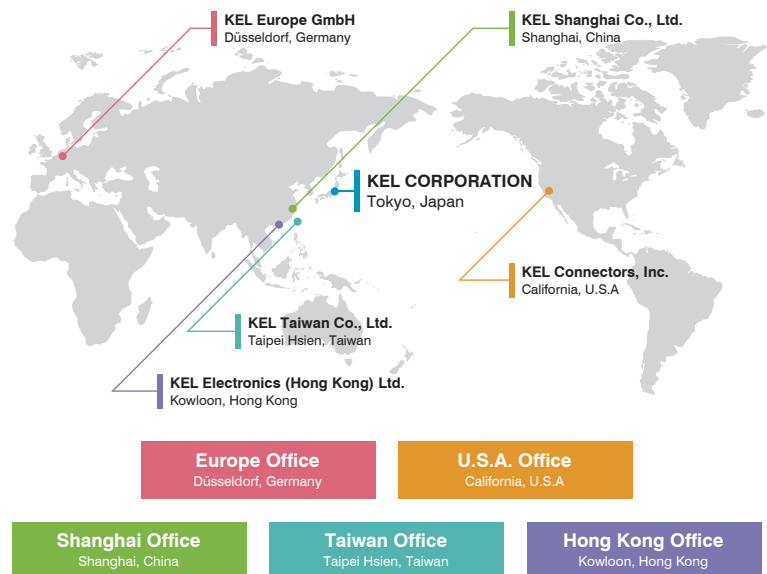 KEL Europe GmbH
Düsseldorf, Germany
KEL Shanghai Co., Ltd.
Shanghai, China
KEL CORPORATION
Tokyo, Japan
KEL Connectors, Inc.
California, U.S.A
KEL Taiwan Co., Ltd.
Taipei Hsien, Taiwan
KEL Electronics (Hong Kong) Ltd.
Kowloon, Hong Kong
Europe Office
Düsseldorf, Germany
U.S.A. Office
California, U.S.A
Shanghai Office
Shanghai, China
Taiwan Office
Taipei Hsien, Taiwan
Hong Kong Office
Kowloon, Hong Kong